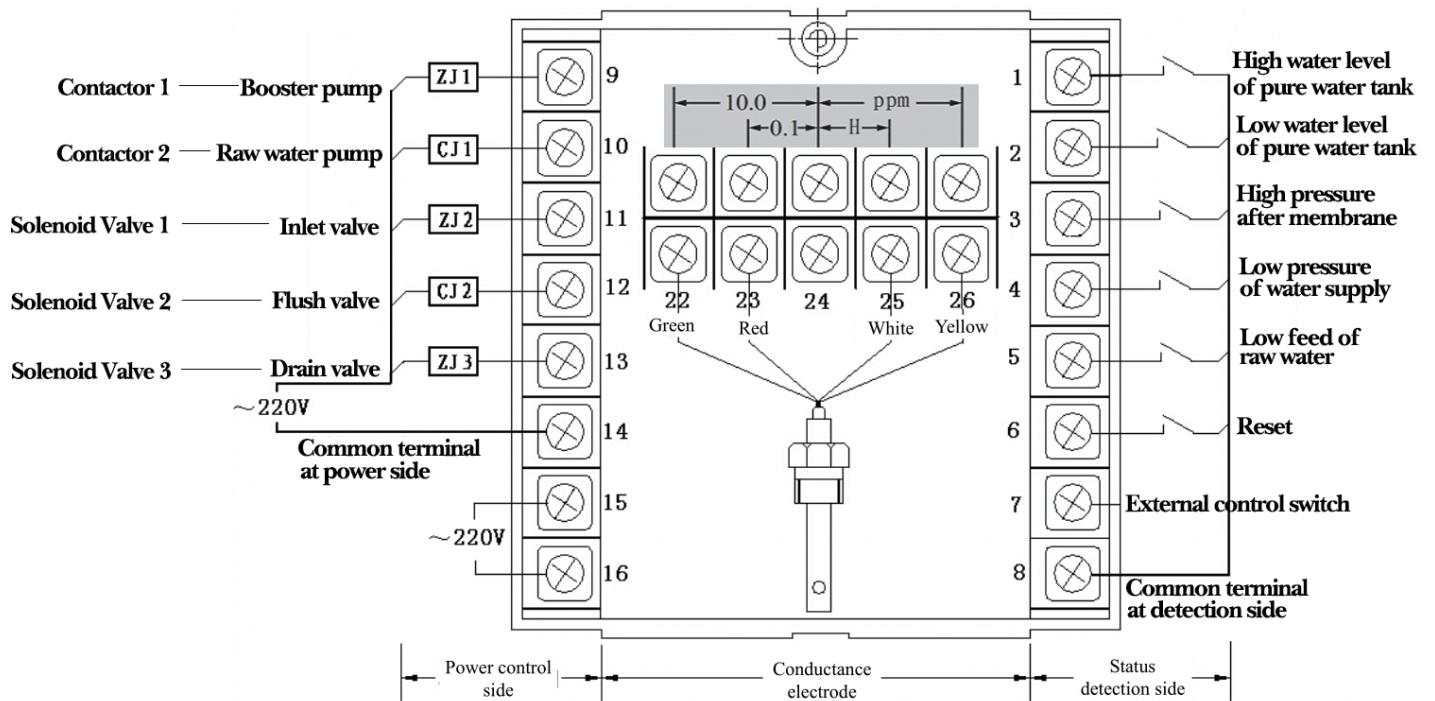 Contactor 1
Booster pump
ZJ1
9
Contactor 2
Raw water pump
CJ1
10
Solenoid Valve 1
Inlet valve
ZJ2
11
Solenoid Valve 2
Flush valve
CJ2
12
Solenoid Valve 3
Drain valve
ZJ3
13
~220V
Common terminal
at power side
14
15
~220V
16
10.0
ppm
0.1
H
22
23
24
25
26
Green
Red
White
Yellow
1
High water level
of pure water tank
2
Low water level
of pure water tank
3
High pressure
after membrane
4
Low pressure
of water supply
5
Low feed of
raw water
6
Reset
7
External control switch
8
Common terminal
at detection side
Power control
side
Conductance
electrode
Status
detection side